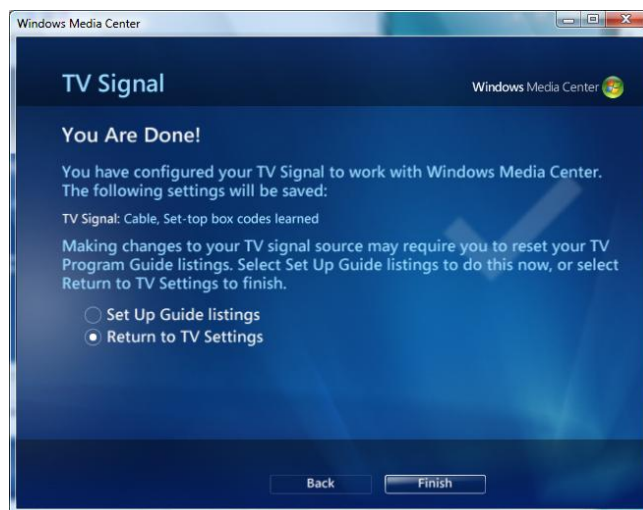 Windows Media Center
TV Signal
Windows Media Center
You Are Done!
You have configured your TV Signal to work with Windows Media Center.
The following settings will be saved:
TV Signal: Cable, Set-top box codes learned
Making changes to your TV signal source may require you to reset your TV
Program Guide listings. Select Set Up Guide listings to do this now, or select
Return to TV Settings to finish.
Set Up Guide listings
Return to TV Settings
Back
Finish